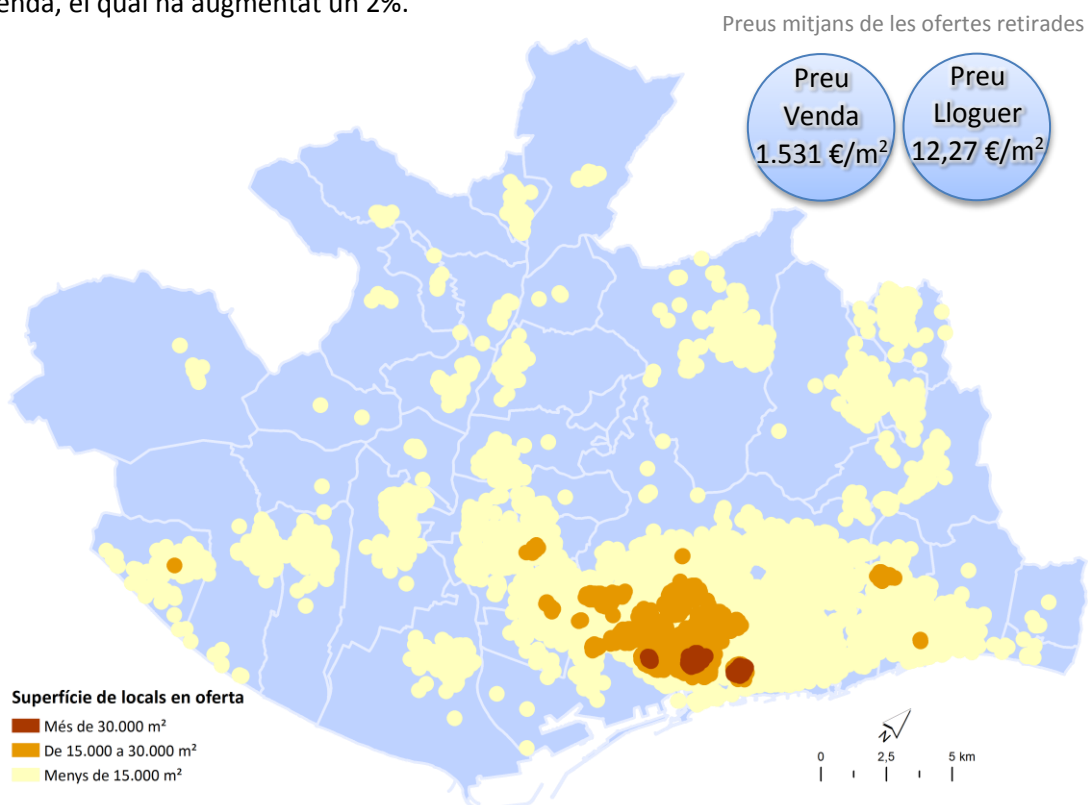 enda, el qual ha augmentat un 2%.
Preus mitjans de les ofertes retirades
Preu
Venda
1.531 €/m²
Preu
Lloguer
12,27 €/m²
Superfície de locals en oferta
Més de 30.000 m²
De 15.000 a 30.000 m²
Menys de 15.000 m²
N
0 2,5 5 km